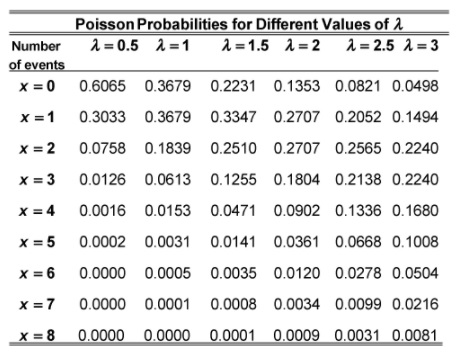 Poisson Probabilities for Different Values of λ
Number of events λ = 0.5 λ = 1 λ = 1.5 λ = 2 λ = 2.5 λ = 3
x = 0 0.6065 0.3679 0.2231 0.1353 0.0821 0.0498
x = 1 0.3033 0.3679 0.3347 0.2707 0.2052 0.1494
x = 2 0.0758 0.1839 0.2510 0.2707 0.2565 0.2240
x = 3 0.0126 0.0613 0.1255 0.1804 0.2138 0.2240
x = 4 0.0016 0.0153 0.0471 0.0902 0.1336 0.1680
x = 5 0.0002 0.0031 0.0141 0.0361 0.0668 0.1008
x = 6 0.0000 0.0005 0.0035 0.0120 0.0278 0.0504
x = 7 0.0000 0.0001 0.0008 0.0034 0.0099 0.0216
x = 8 0.0000 0.0000 0.0001 0.0009 0.0031 0.0081